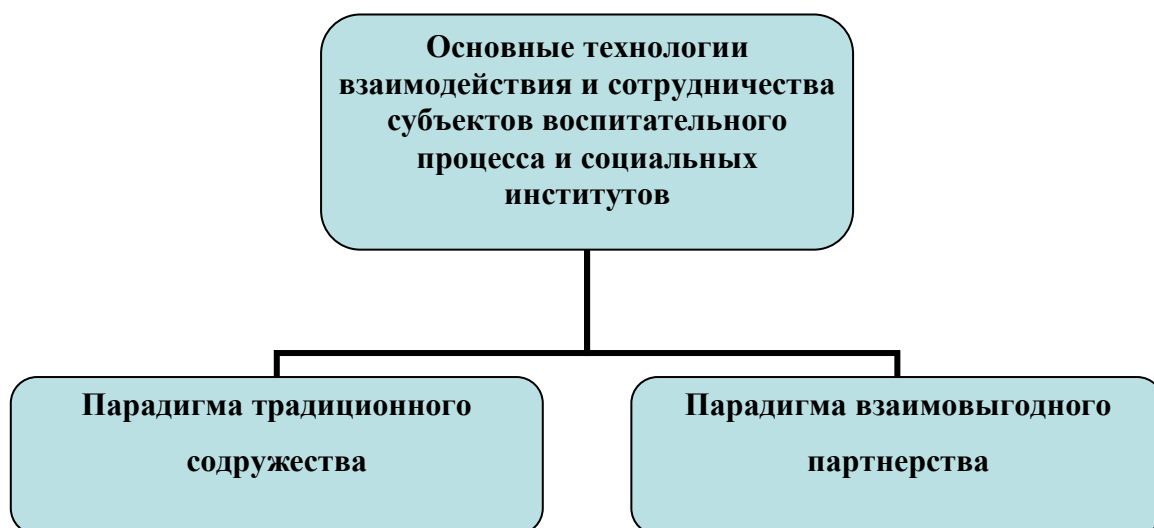 Основные технологии
взаимодействия и сотрудничества
субъектов воспитательного
процесса и социальных
институтов
Парадигма традиционного
содружества
Парадигма взаимовыгодного
партнерства